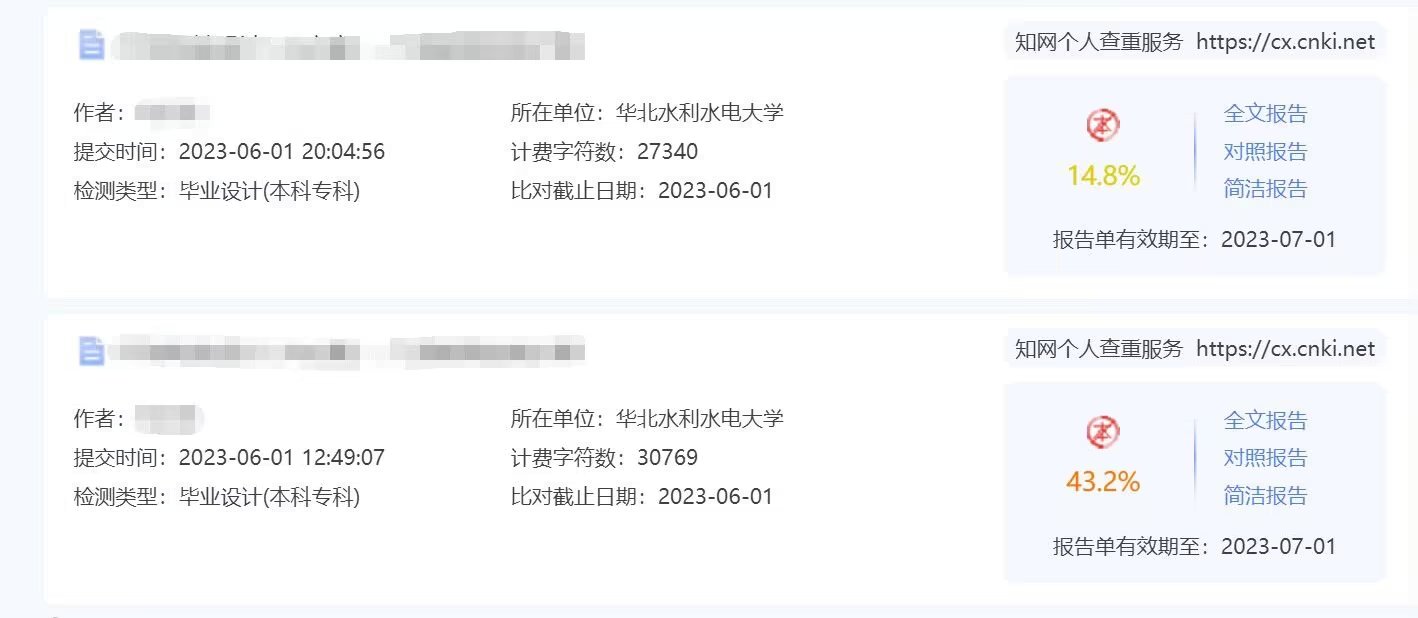 知网个人查重服务 https://cx.cnki.net
作者：
所在单位：华北水利水电大学
提交时间：2023-06-01 20:04:56
计费字符数：27340
检测类型：毕业设计(本科专科)
比对截止日期：2023-06-01
本
14.8%
全文报告
对照报告
简洁报告
报告单有效期至：2023-07-01
知网个人查重服务 https://cx.cnki.net
作者：
所在单位：华北水利水电大学
提交时间：2023-06-01 12:49:07
计费字符数：30769
检测类型：毕业设计(本科专科)
比对截止日期：2023-06-01
本
43.2%
全文报告
对照报告
简洁报告
报告单有效期至：2023-07-01